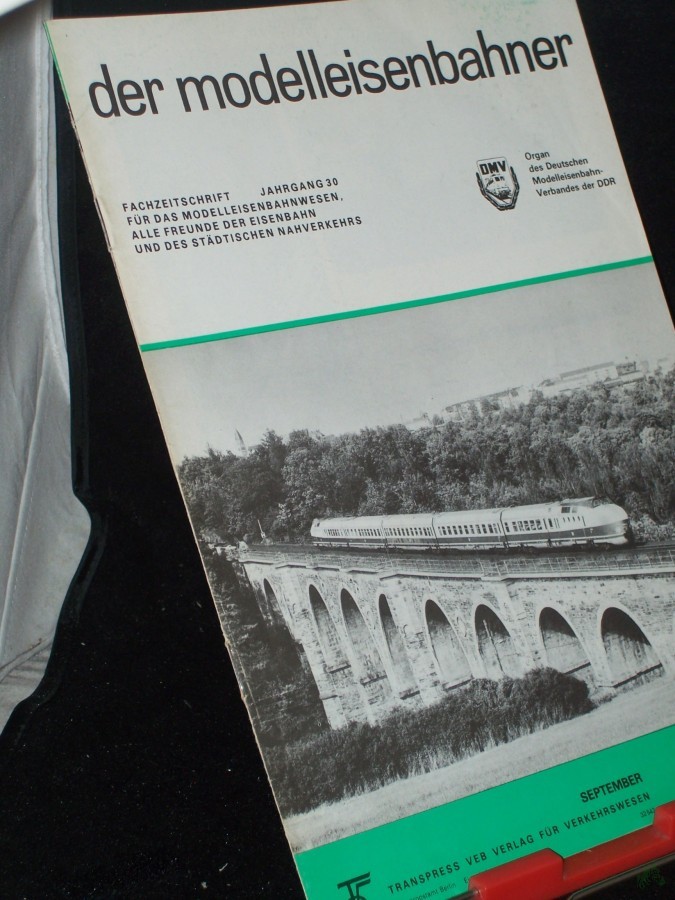 der modelleisenbahner
FACHZEITSCHRIFT JAHRGANG 30
FÜR DAS MODELLEISENBAHNWESEN,
ALLE FREUNDE DER EISENBAHN
UND DES STÄDTISCHEN NAHVERKEHRS
DMV
Organ
des Deutschen
Modelleisenbahn-
Verbandes der DDR
SEPTEMBER
TRANSPRESS VEB VERLAG FÜR VERKEHRSWESEN
Berlin